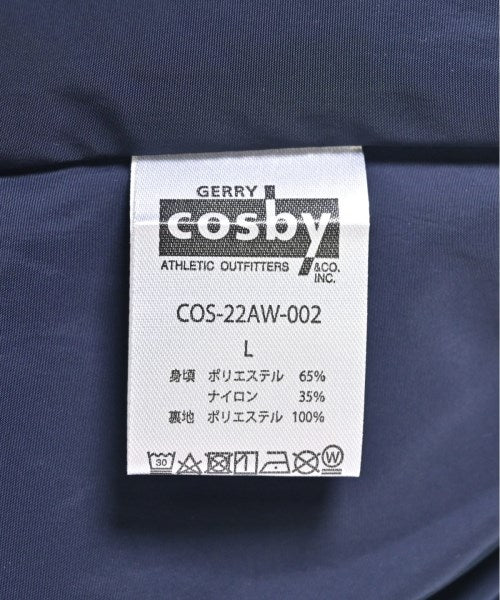 GERRY
cosby
ATHLETIC OUTFITTERS &CO. INC.
COS-22AW-002
L
身頃 ポリエステル 65%
ナイロン 35%
裏地 ポリエステル 100%
30 W